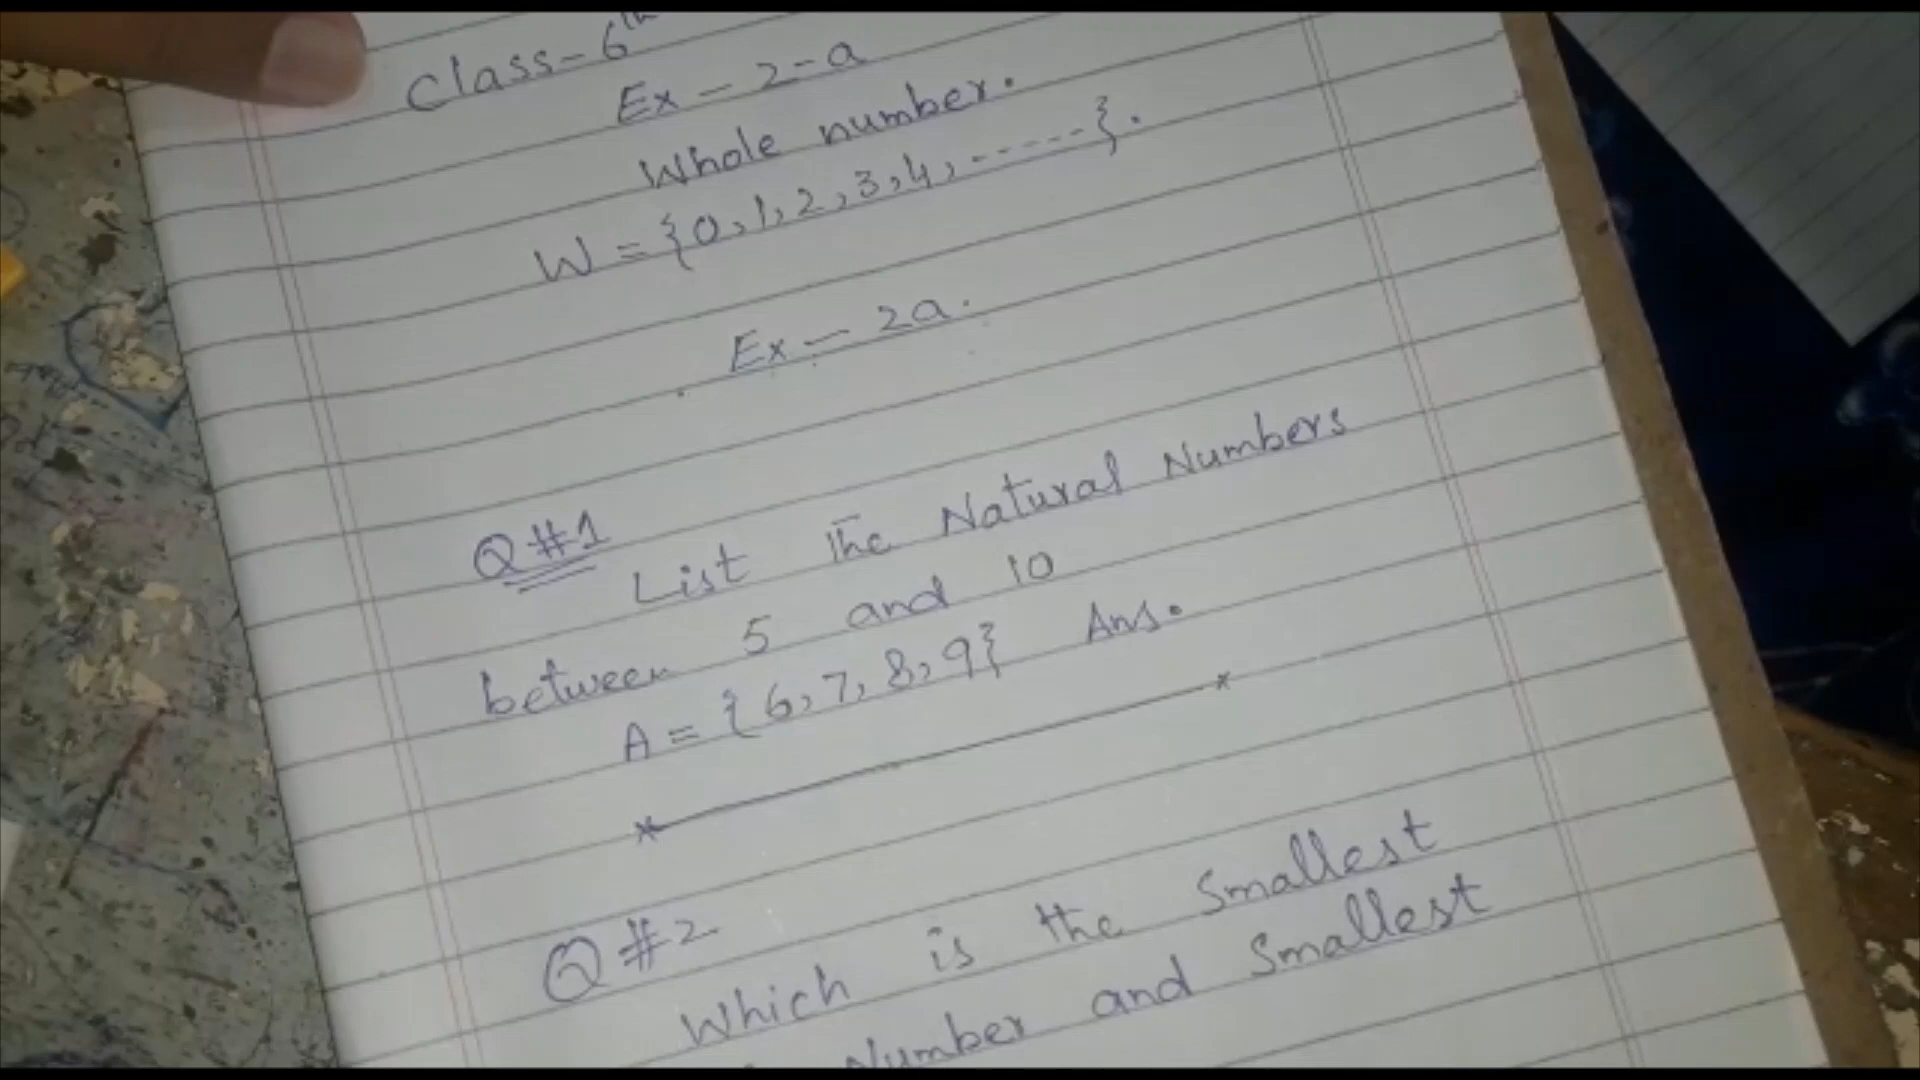 Class-6th
Ex - 2-a
Whole number.
W = {0,1,2,3,4,-----}.
Ex - 2a.
Q#1
List the Natural Numbers
between 5 and 10
A = {6,7,8,9} Ans.
Q#2
Which is the Smallest
Number and Smallest